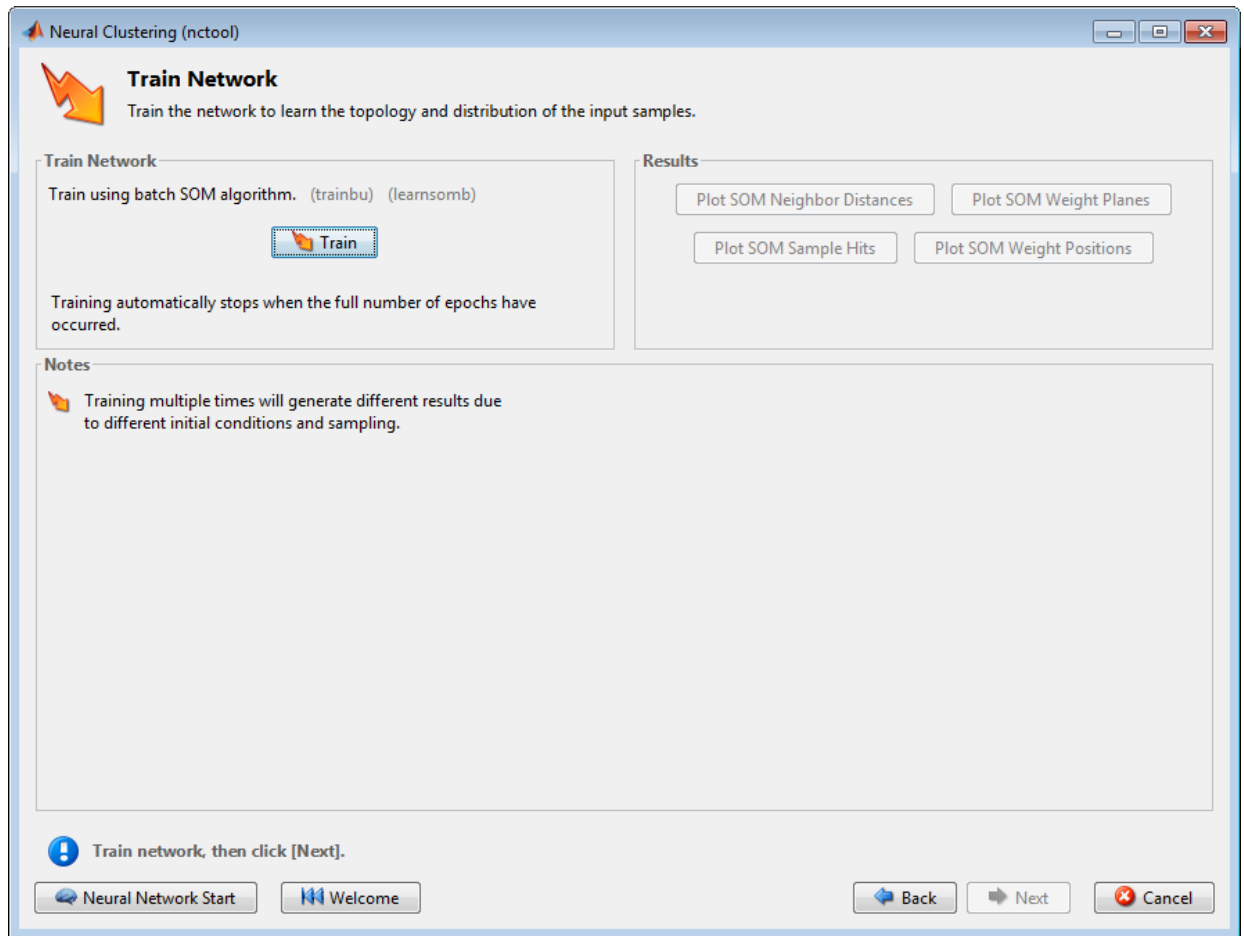 Neural Clustering (nctool)
Train Network
Train the network to learn the topology and distribution of the input samples.
Train Network
Train using batch SOM algorithm. (trainbu) (learnsomb)
Train
Training automatically stops when the full number of epochs have
occurred.
Results
Plot SOM Neighbor Distances
Plot SOM Weight Planes
Plot SOM Sample Hits
Plot SOM Weight Positions
Notes
Training multiple times will generate different results due
to different initial conditions and sampling.
Train network, then click [Next].
Neural Network Start
Welcome
Back
Next
Cancel